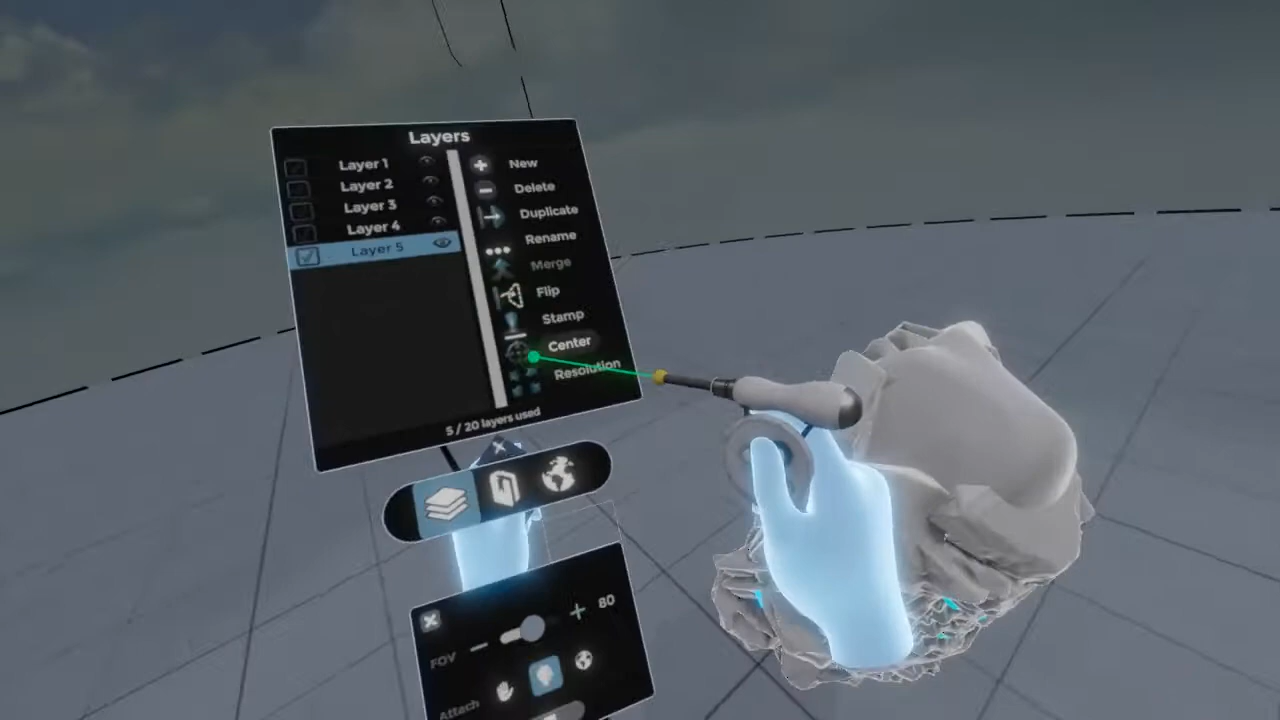 Layers
Layer 1
Layer 2
Layer 3
Layer 4
Layer 5
New
Delete
Duplicate
Rename
Merge
Flip
Stamp
Center
Resolution
5 / 20 layers used
80
FOV
Attach